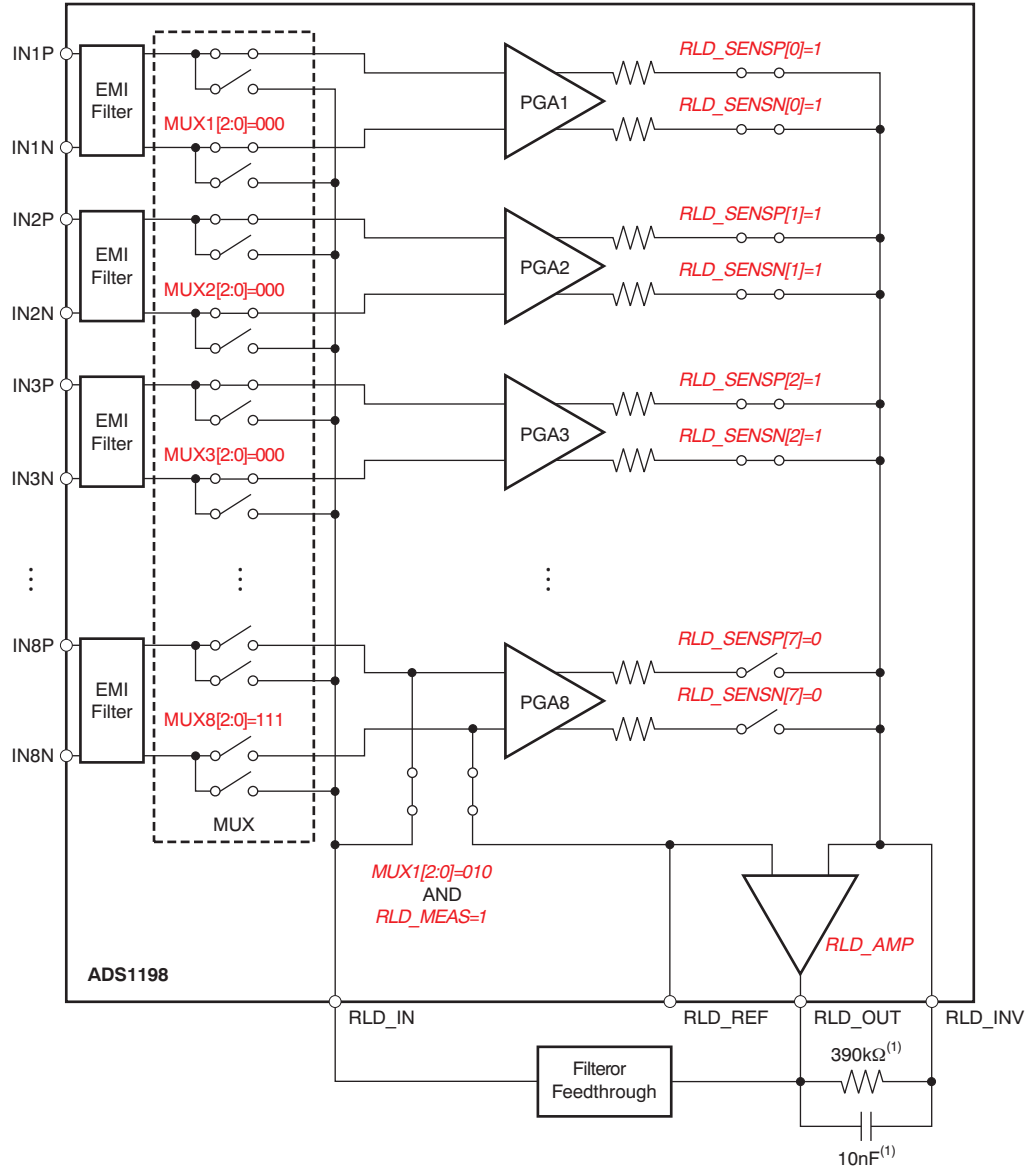 IN1P
EMI
Filter
MUX1[2:0]=000
IN1N
PGA1
RLD_SENSP[0]=1
RLD_SENSN[0]=1
IN2P
EMI
Filter
MUX2[2:0]=000
IN2N
PGA2
RLD_SENSP[1]=1
RLD_SENSN[1]=1
IN3P
EMI
Filter
MUX3[2:0]=000
IN3N
PGA3
RLD_SENSP[2]=1
RLD_SENSN[2]=1
IN8P
EMI
Filter
MUX8[2:0]=111
IN8N
PGA8
RLD_SENSP[7]=0
RLD_SENSN[7]=0
MUX
MUX1[2:0]=010
AND
RLD_MEAS=1
RLD_AMP
ADS1198
RLD_IN
RLD_REF
RLD_OUT
RLD_INV
Filteror
Feedthrough
390kΩ(1)
10nF(1)